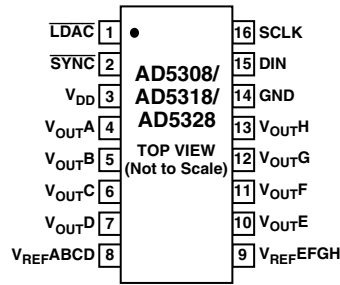 LDAC 1
SYNC 2
VDD 3
VOUTA 4
VOUTB 5
VOUTC 6
VOUTD 7
VREFABCD 8
AD5308/
AD5318/
AD5328
TOP VIEW
(Not to Scale)
16 SCLK
15 DIN
14 GND
13 VOUTH
12 VOUTG
11 VOUTF
10 VOUTE
9 VREFEFGH